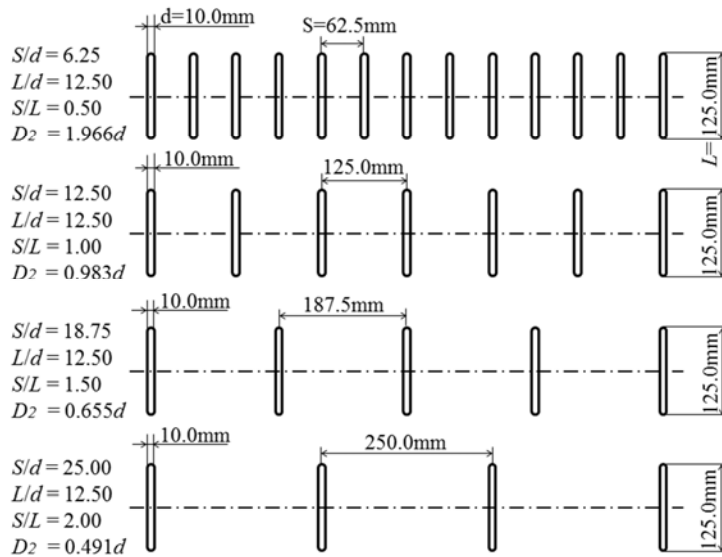 d=10.0mm
S=62.5mm
S/d = 6.25
L/d = 12.50
S/L = 0.50
D2 = 1.966d
L=125.0mm
10.0mm
125.0mm
S/d = 12.50
L/d = 12.50
S/L = 1.00
D2 = 0.983d
125.0mm
10.0mm
187.5mm
S/d = 18.75
L/d = 12.50
S/L = 1.50
D2 = 0.655d
125.0mm
10.0mm
250.0mm
S/d = 25.00
L/d = 12.50
S/L = 2.00
D2 = 0.491d
125.0mm